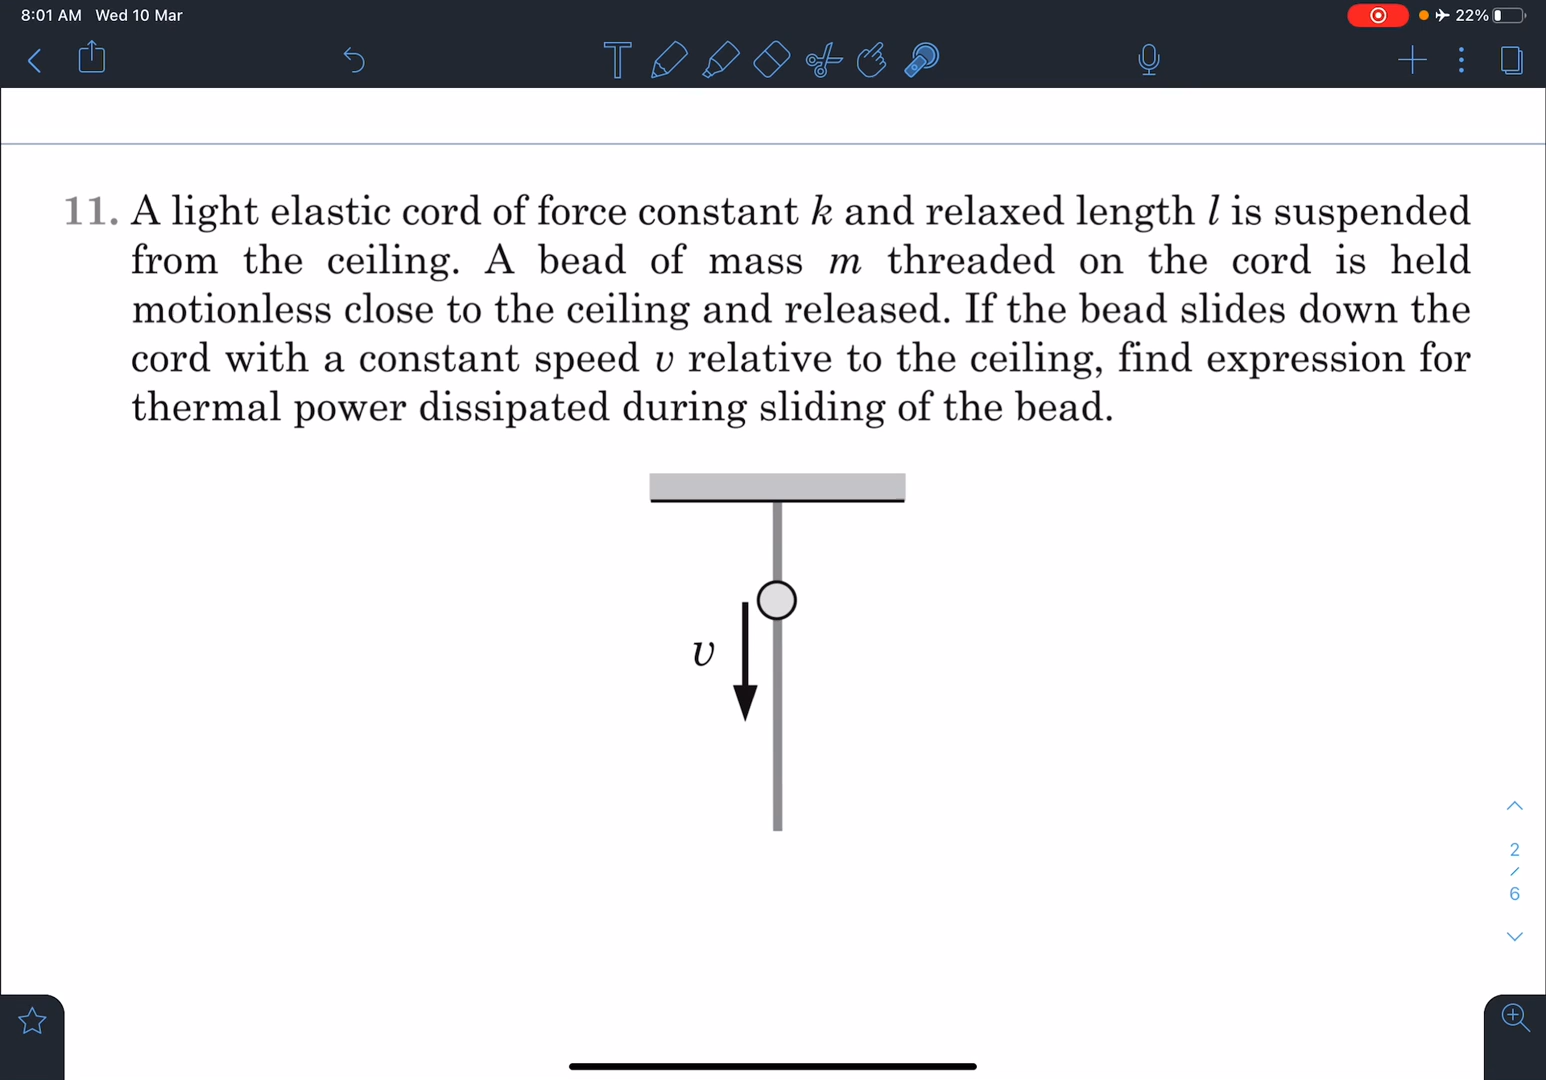 8:01 AM Wed 10 Mar
22%
11. A light elastic cord of force constant k and relaxed length l is suspended
from the ceiling. A bead of mass m threaded on the cord is held
motionless close to the ceiling and released. If the bead slides down the
cord with a constant speed v relative to the ceiling, find expression for
thermal power dissipated during sliding of the bead.
v
2
/
6